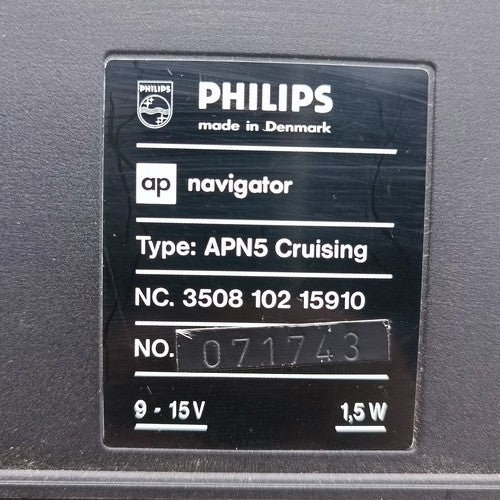 PHILIPS
PHILIPS
made in Denmark
ap navigator
Type: APN5 Cruising
NC. 3508 102 15910
NO. 071743
9 - 15 V 1,5 W